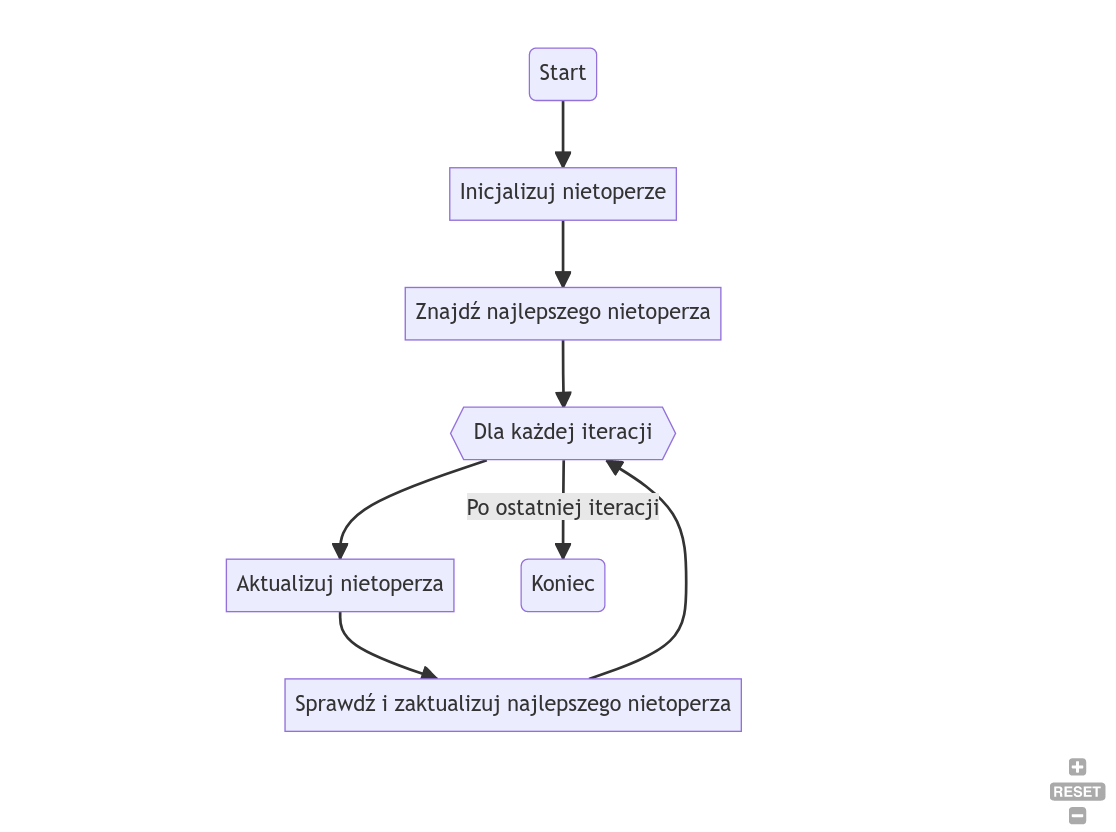 Start
Inicjalizuj nietoperze
Znajdź najlepszego nietoperza
Dla każdej iteracji
Po ostatniej iteracji
Aktualizuj nietoperza
Koniec
Sprawdź i zaktualizuj najlepszego nietoperza
+
RESET
−